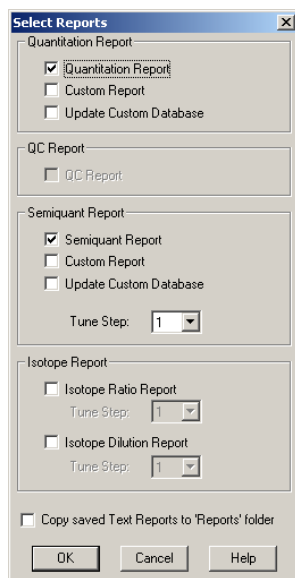 Select Reports
Quantitation Report
Quantitation Report
Custom Report
Update Custom Database
QC Report
QC Report
Semiquant Report
Semiquant Report
Custom Report
Update Custom Database
Tune Step: 1
Isotope Report
Isotope Ratio Report
Tune Step: 1
Isotope Dilution Report
Tune Step: 1
Copy saved Text Reports to 'Reports' folder
OK Cancel Help